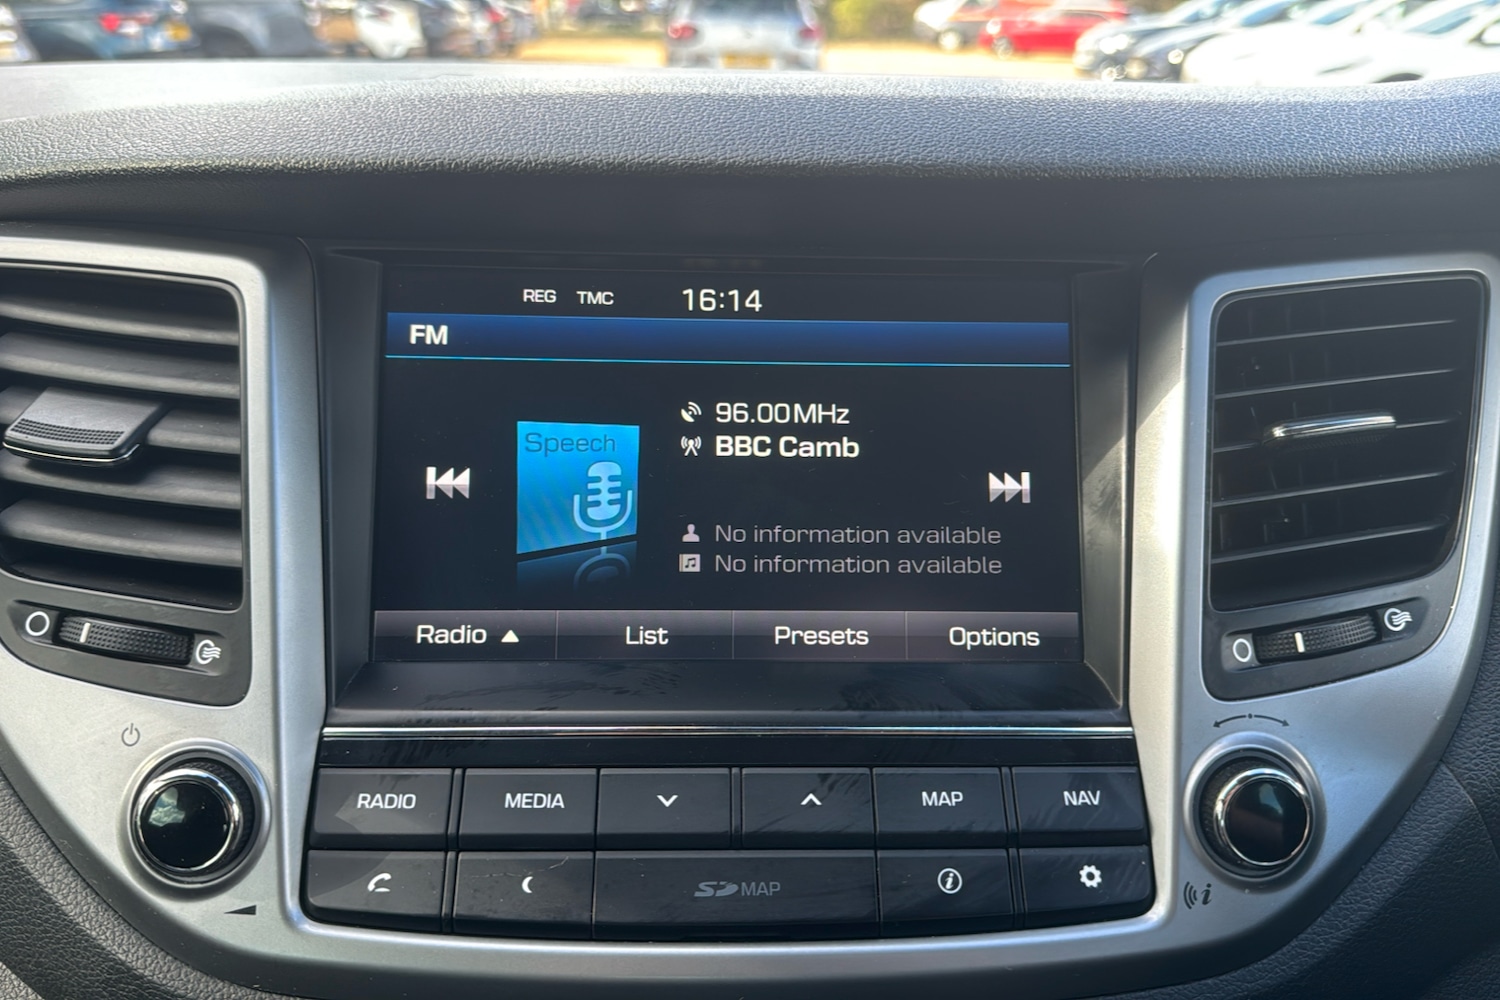 REG TMC 16:14
FM
Speech
96.00MHz
BBC Camb
No information available
No information available
Radio ▲ List Presets Options
RADIO MEDIA MAP NAV
SD MAP i
i